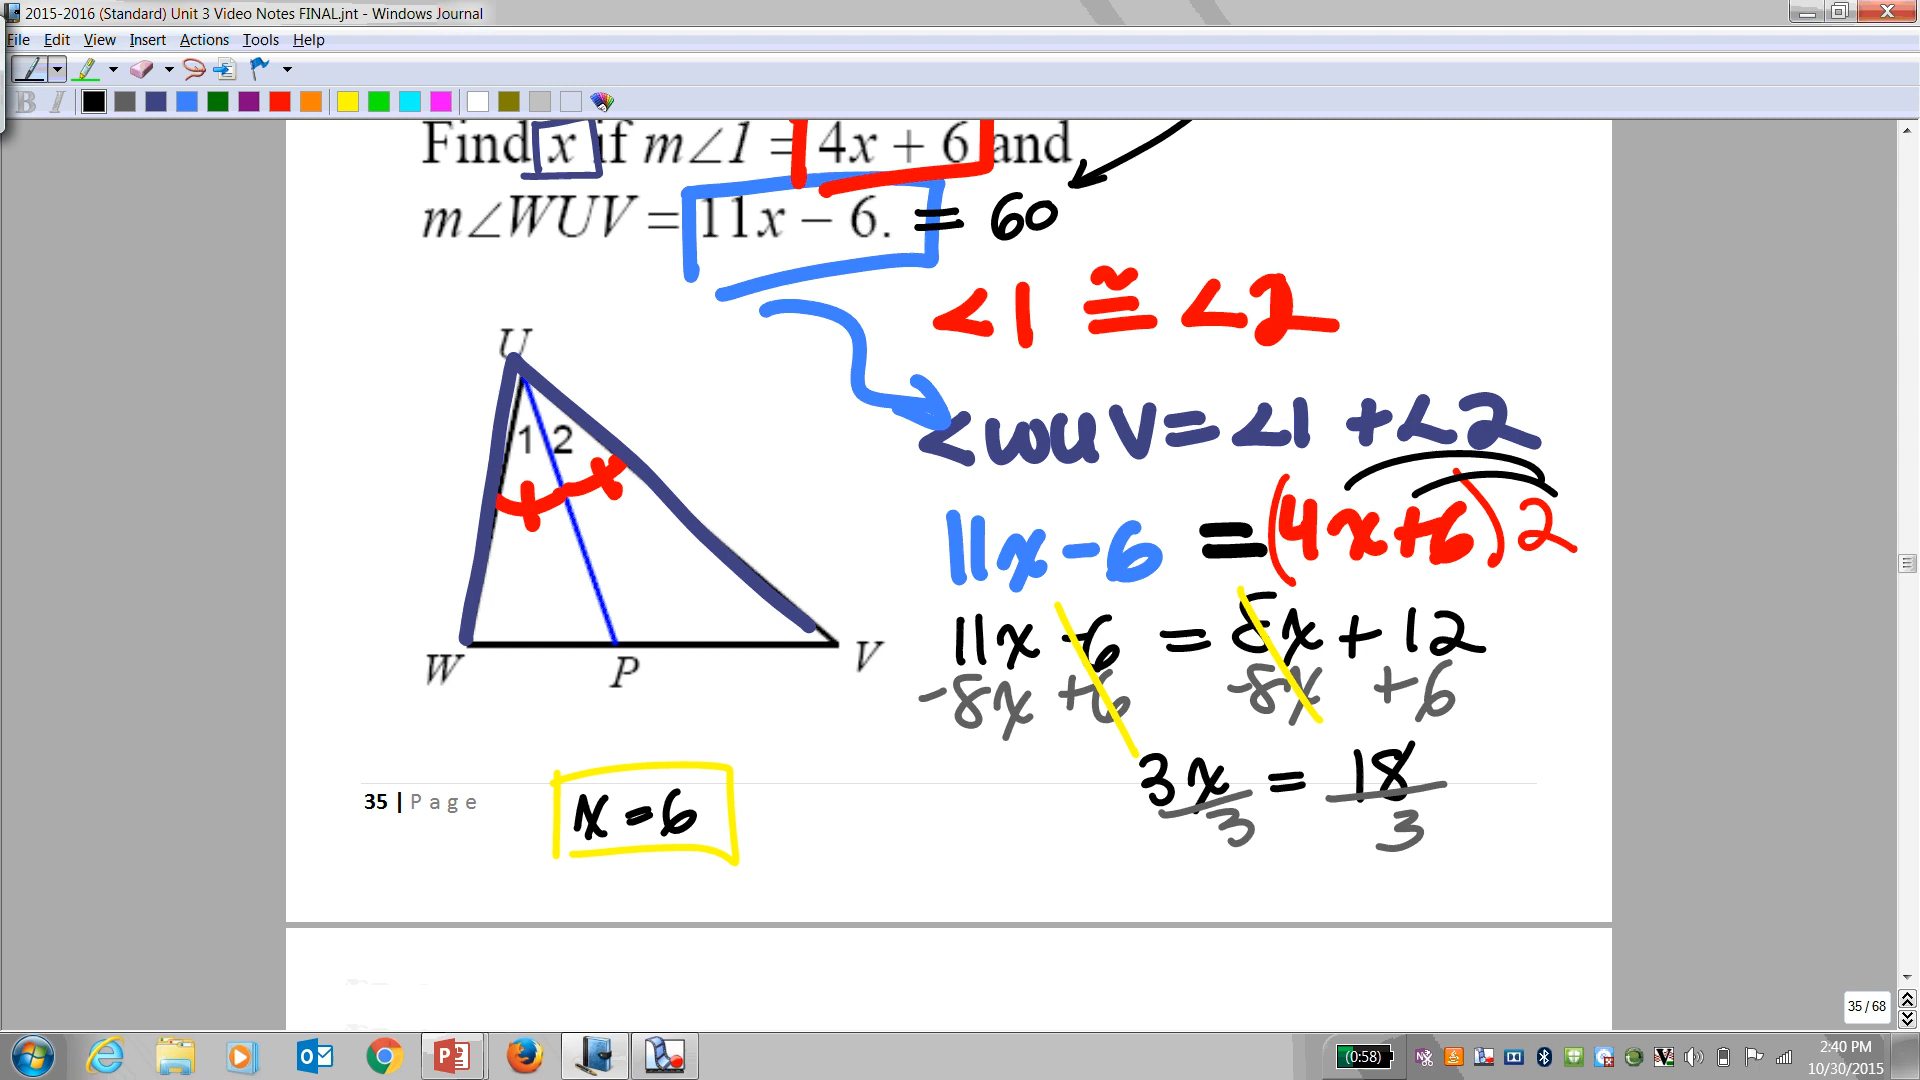 2015-2016 (Standard) Unit 3 Video Notes FINAL.jnt - Windows Journal
File Edit View Insert Actions Tools Help
B I
Find x if m∠1 = 4x + 6 and
m∠WUV = 11x − 6. = 60
<1 ≅ <2
U
<WUV = <1 + <2
1 2
11x - 6 = (4x+6)2
11x - 6 = 8x + 12
W P V
-8x +6 -8x +6
3x = 18
3 3
35 | Page
x = 6
35 / 68
(0:58)
2:40 PM
10/30/2015